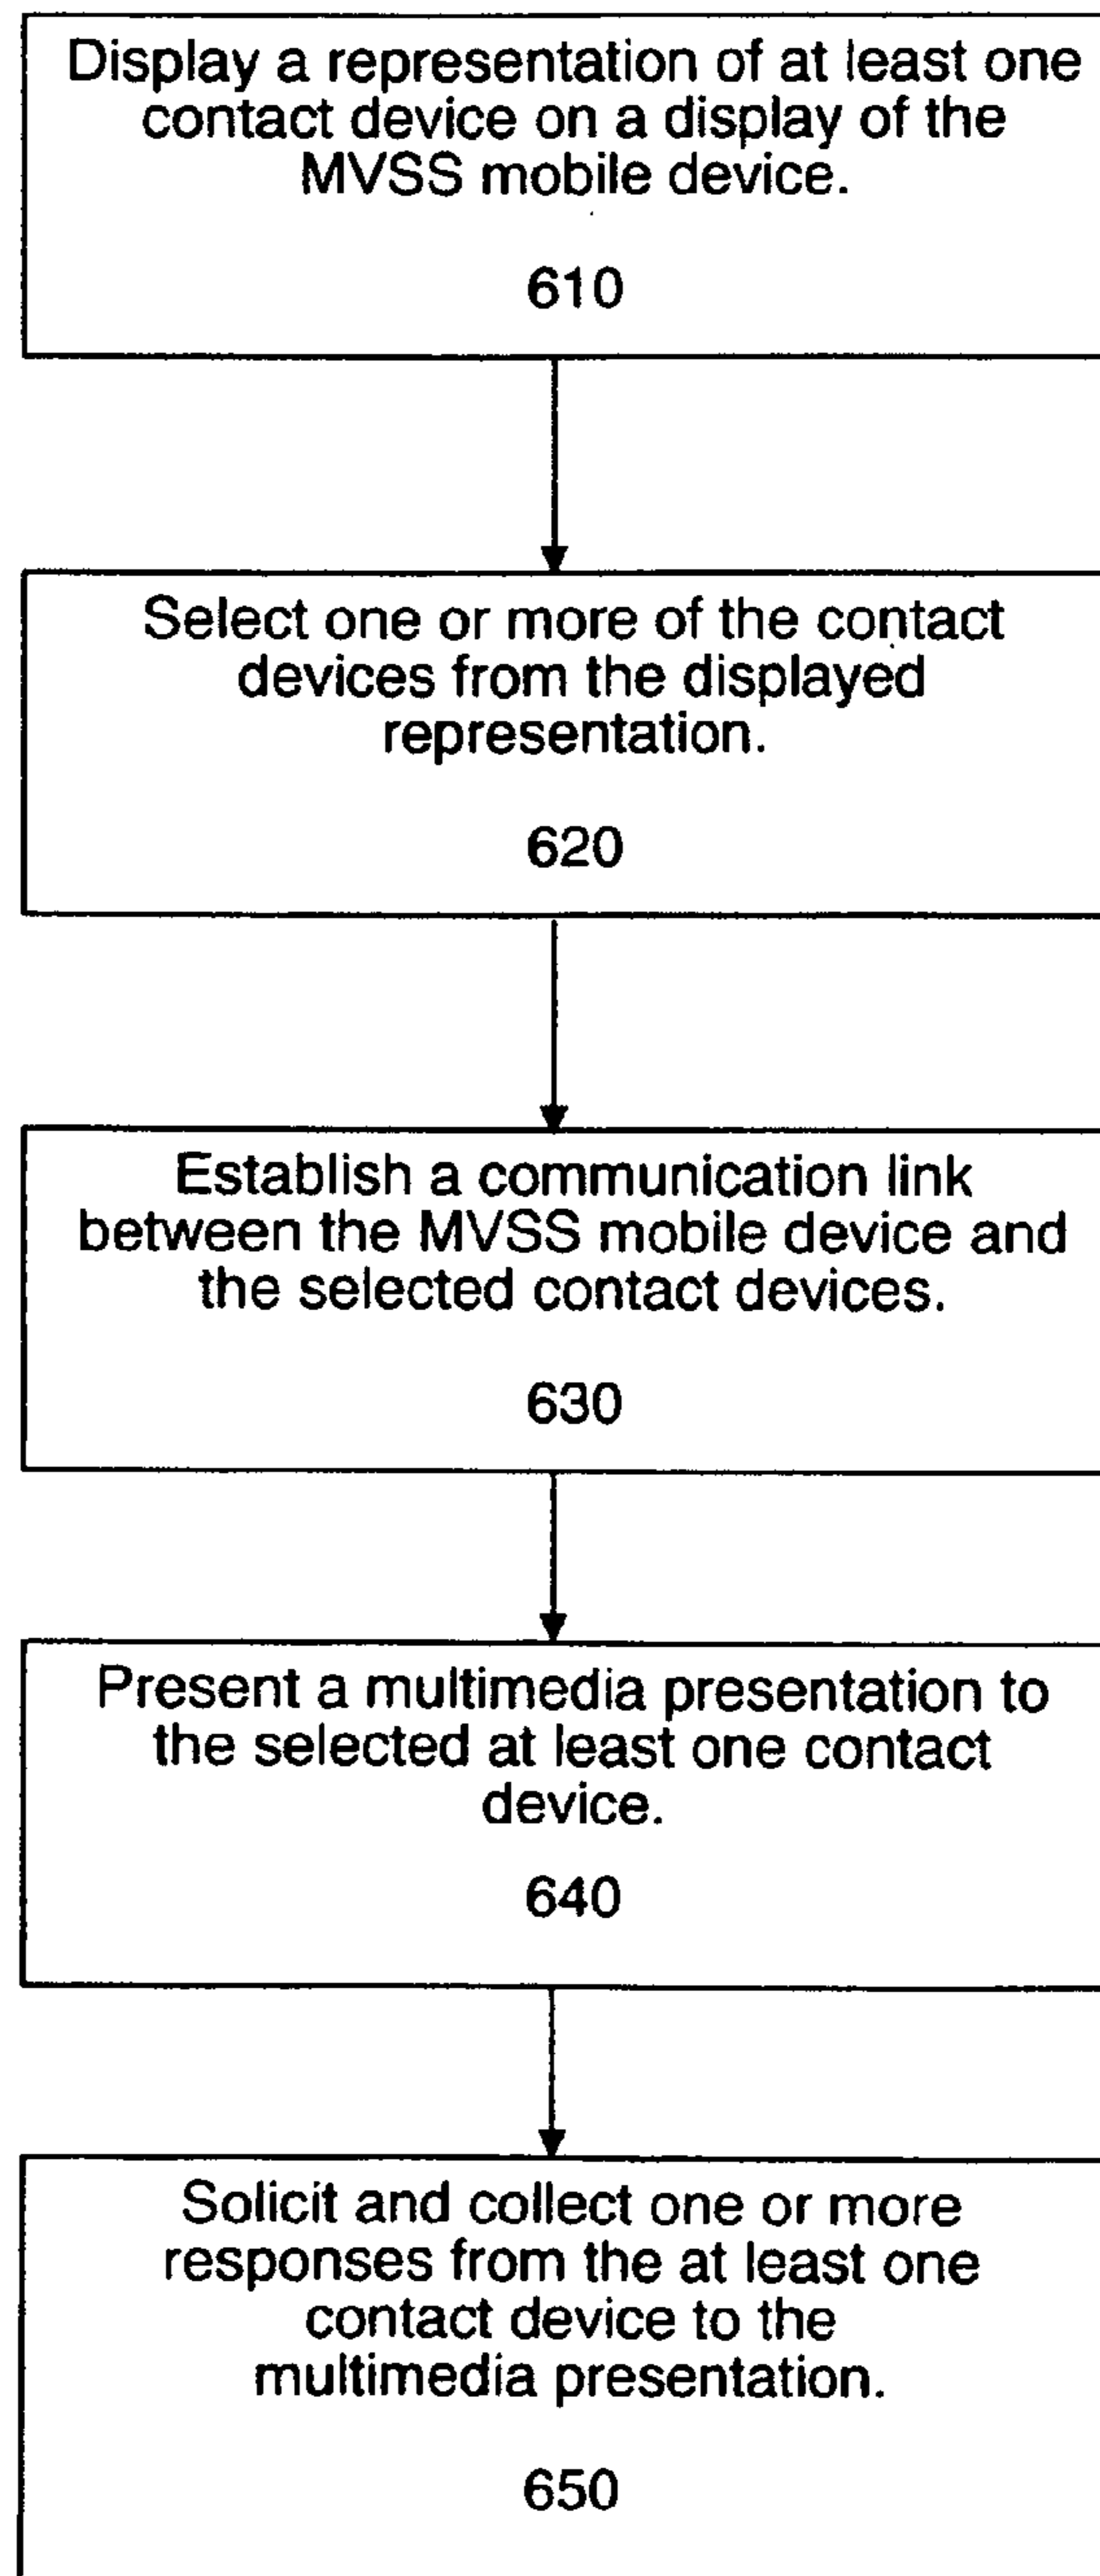 Display a representation of at least one
contact device on a display of the
MVSS mobile device.
610
Select one or more of the contact
devices from the displayed
representation.
620
Establish a communication link
between the MVSS mobile device and
the selected contact devices.
630
Present a multimedia presentation to
the selected at least one contact
device.
640
Solicit and collect one or more
responses from the at least one
contact device to the
multimedia presentation.
650